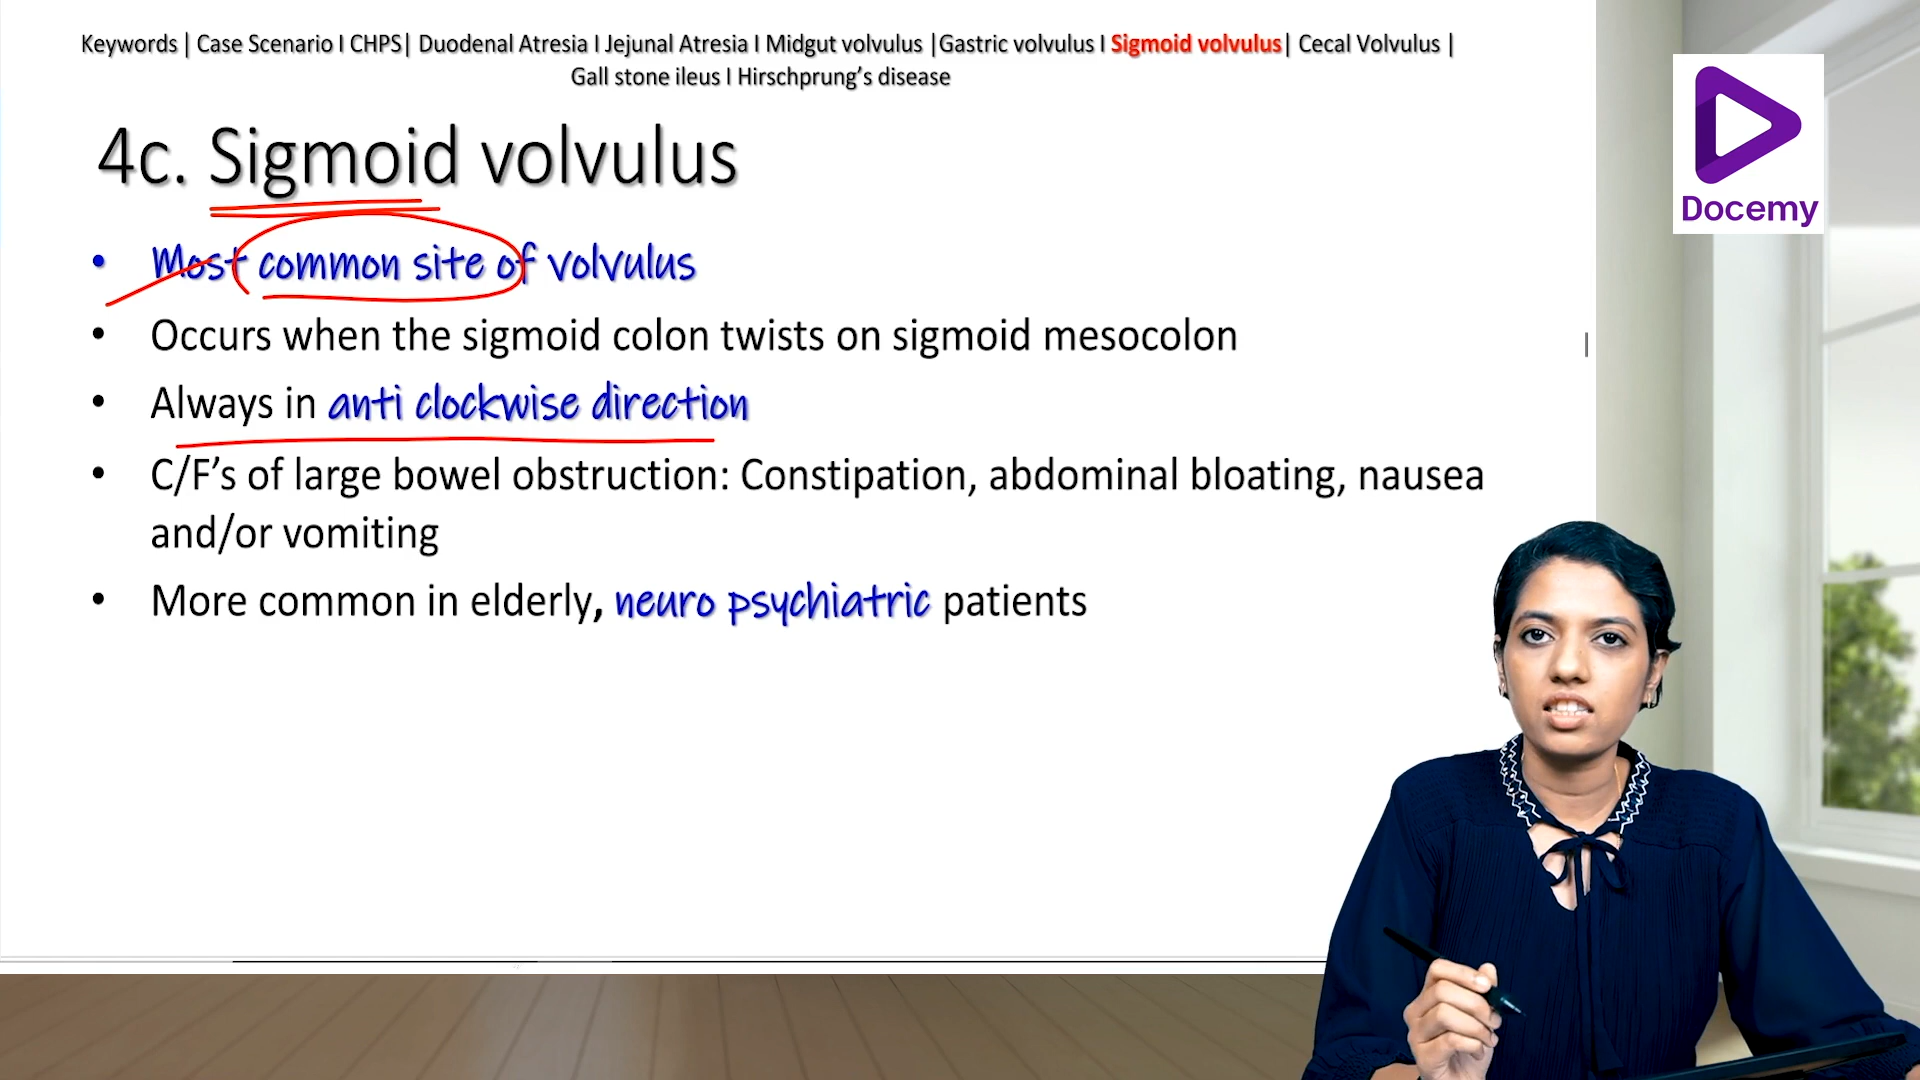 Keywords | Case Scenario I CHPS| Duodenal Atresia I Jejunal Atresia I Midgut volvulus |Gastric volvulus I Sigmoid volvulus| Cecal Volvulus |
Gall stone ileus I Hirschprung’s disease
Docemy
4c. Sigmoid volvulus
• Most common site of volvulus
• Occurs when the sigmoid colon twists on sigmoid mesocolon
• Always in anti clockwise direction
• C/F’s of large bowel obstruction: Constipation, abdominal bloating, nausea
and/or vomiting
• More common in elderly, neuro psychiatric patients